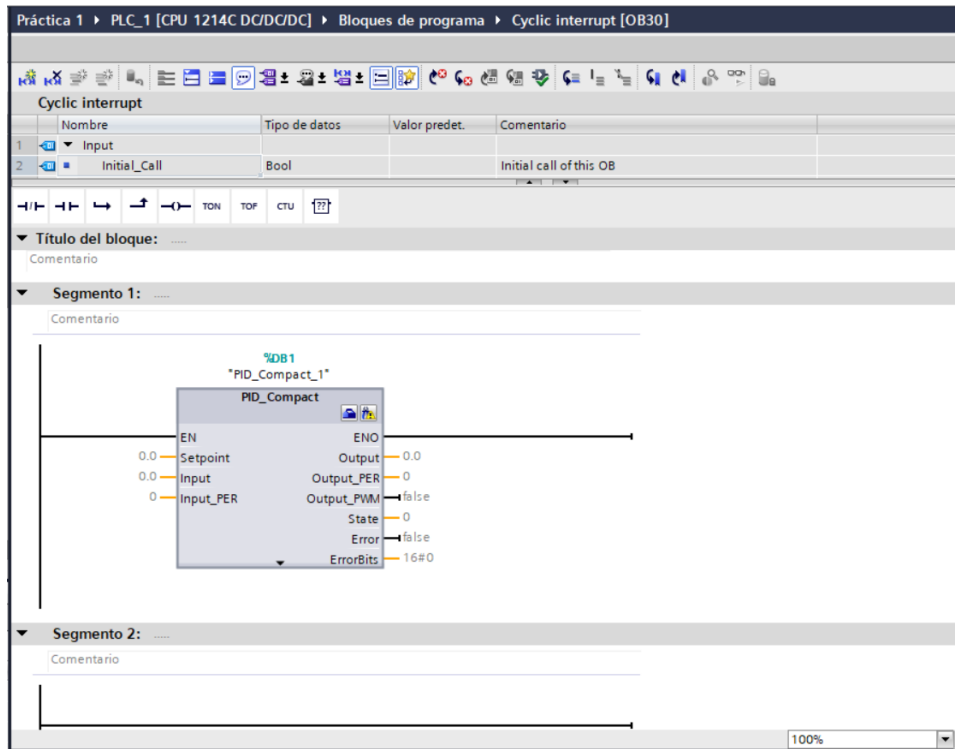 Práctica 1 ▸ PLC_1 [CPU 1214C DC/DC/DC] ▸ Bloques de programa ▸ Cyclic interrupt [OB30]
Cyclic interrupt
Nombre Tipo de datos Valor predet. Comentario
1 Input
2 Initial_Call Bool Initial call of this OB
TON TOF CTU ??
Título del bloque: .....
Comentario
Segmento 1: .....
Comentario
%DB1
"PID_Compact_1"
PID_Compact
EN ENO
0.0 Setpoint Output 0.0
0.0 Input Output_PER 0
0 Input_PER Output_PWM false
State 0
Error false
ErrorBits 16#0
Segmento 2: .....
Comentario
100%